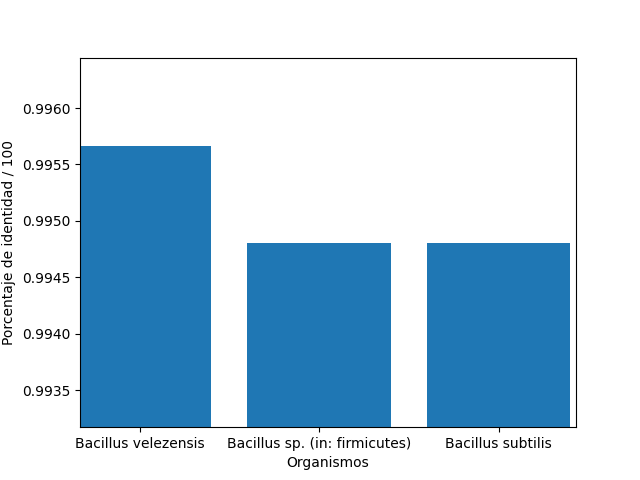 Porcentaje de identidad / 100
0.9960
0.9955
0.9950
0.9945
0.9940
0.9935
Bacillus velezensis
Bacillus sp. (in: firmicutes)
Bacillus subtilis
Organismos